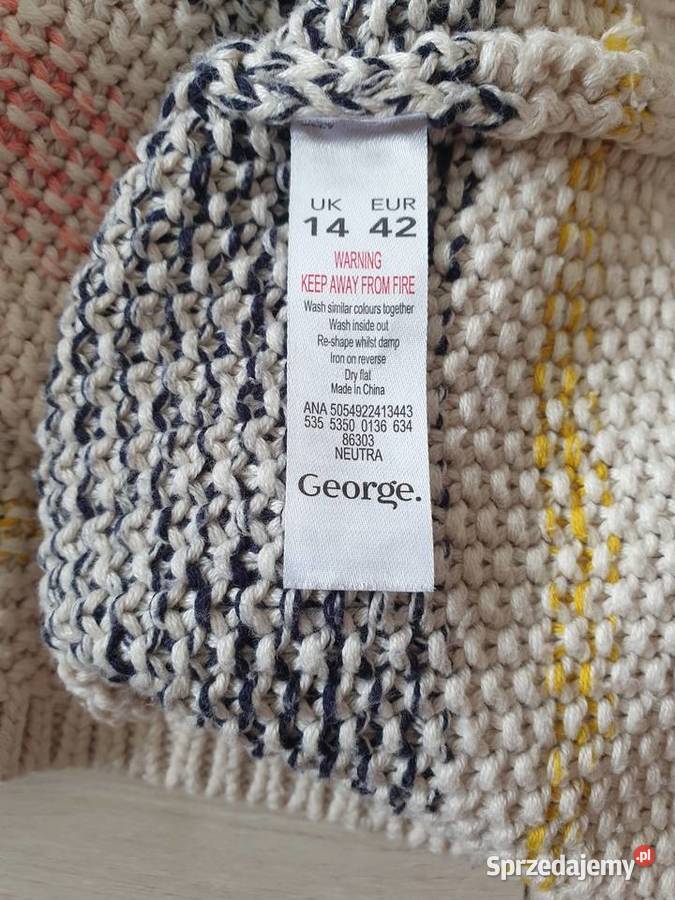 UK EUR
14 42
WARNING
KEEP AWAY FROM FIRE
Wash similar colours together
Wash inside out
Re-shape whilst damp
Iron on reverse
Dry flat
Made In China
ANA 5054922413443
535 5350 0136 634
86303
NEUTRA
George.
Sprzedajemy.pl